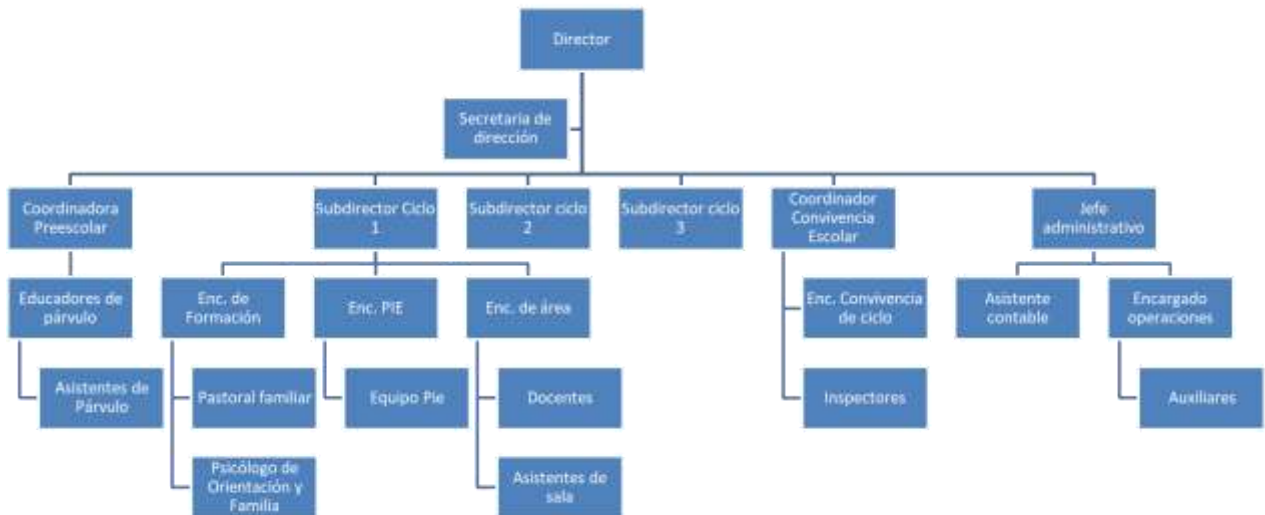 Director
Secretaria de
dirección
Coordinadora
Preescolar
Subdirector Ciclo
1
Subdirector ciclo
2
Subdirector ciclo
3
Coordinador
Convivencia
Escolar
Jefe
administrativo
Educadores de
párvulo
Enc. de
Formación
Enc. PIE
Enc. de área
Enc. Convivencia
de ciclo
Asistente
contable
Encargado
operaciones
Asistentes de
Párvulo
Pastoral familiar
Equipo Pie
Docentes
Inspectores
Auxiliares
Psicólogo de
Orientación y
Familia
Asistentes de
sala